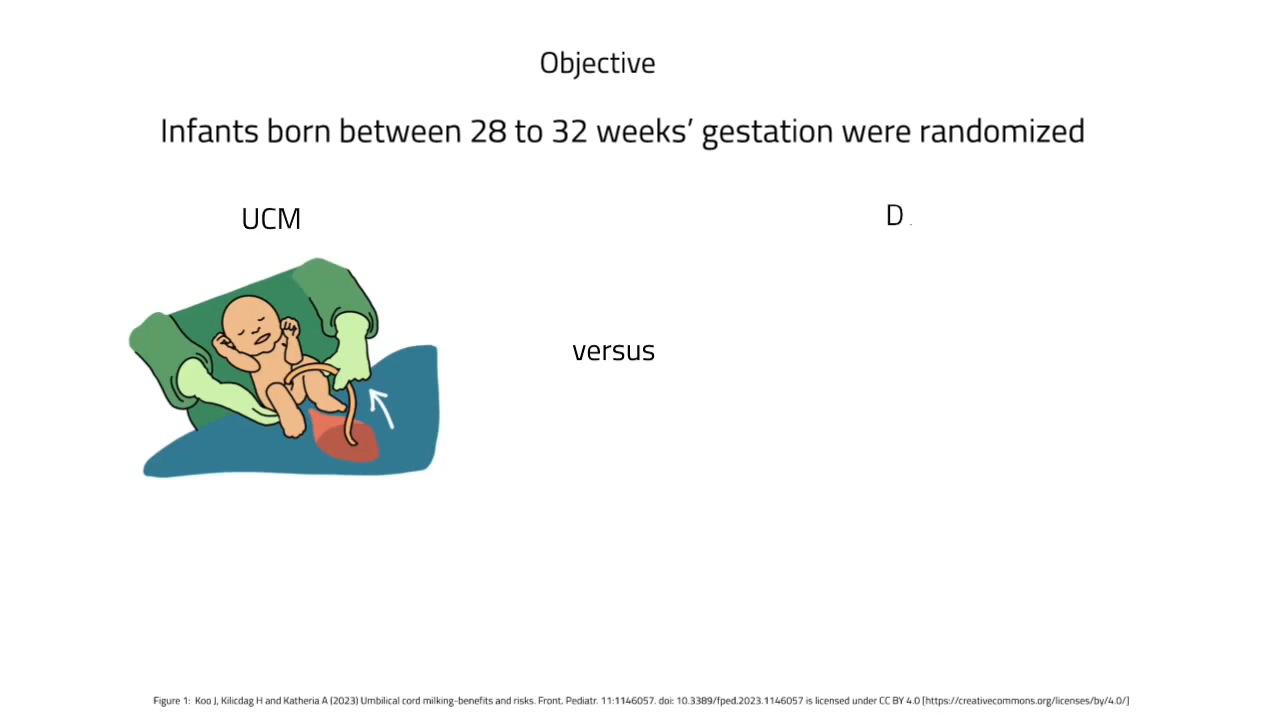 Objective
Infants born between 28 to 32 weeks’ gestation were randomized
UCM
D
versus
Figure 1: Koo J, Kilicdag H and Katheria A (2023) Umbilical cord milking-benefits and risks. Front. Pediatr. 11:1146057. doi: 10.3389/fped.2023.1146057 is licensed under CC BY 4.0 [https://creativecommons.org/licenses/by/4.0/]